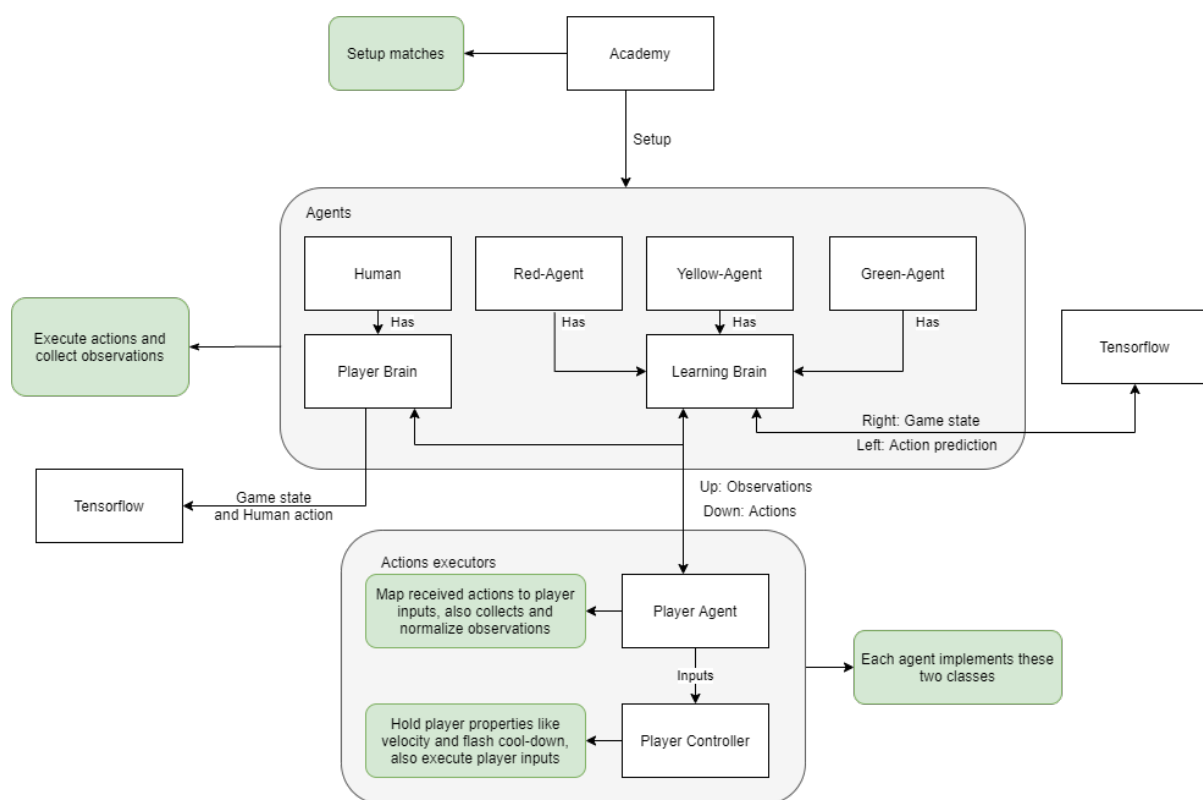 Setup matches
Academy
Setup
Agents
Human
Red-Agent
Yellow-Agent
Green-Agent
Has
Has
Has
Has
Execute actions and
collect observations
Player Brain
Learning Brain
Tensorflow
Right: Game state
Left: Action prediction
Tensorflow
Game state
and Human action
Up: Observations
Down: Actions
Actions executors
Map received actions to player
inputs, also collects and
normalize observations
Player Agent
Each agent implements these
two classes
Inputs
Hold player properties like
velocity and flash cool-down,
also execute player inputs
Player Controller